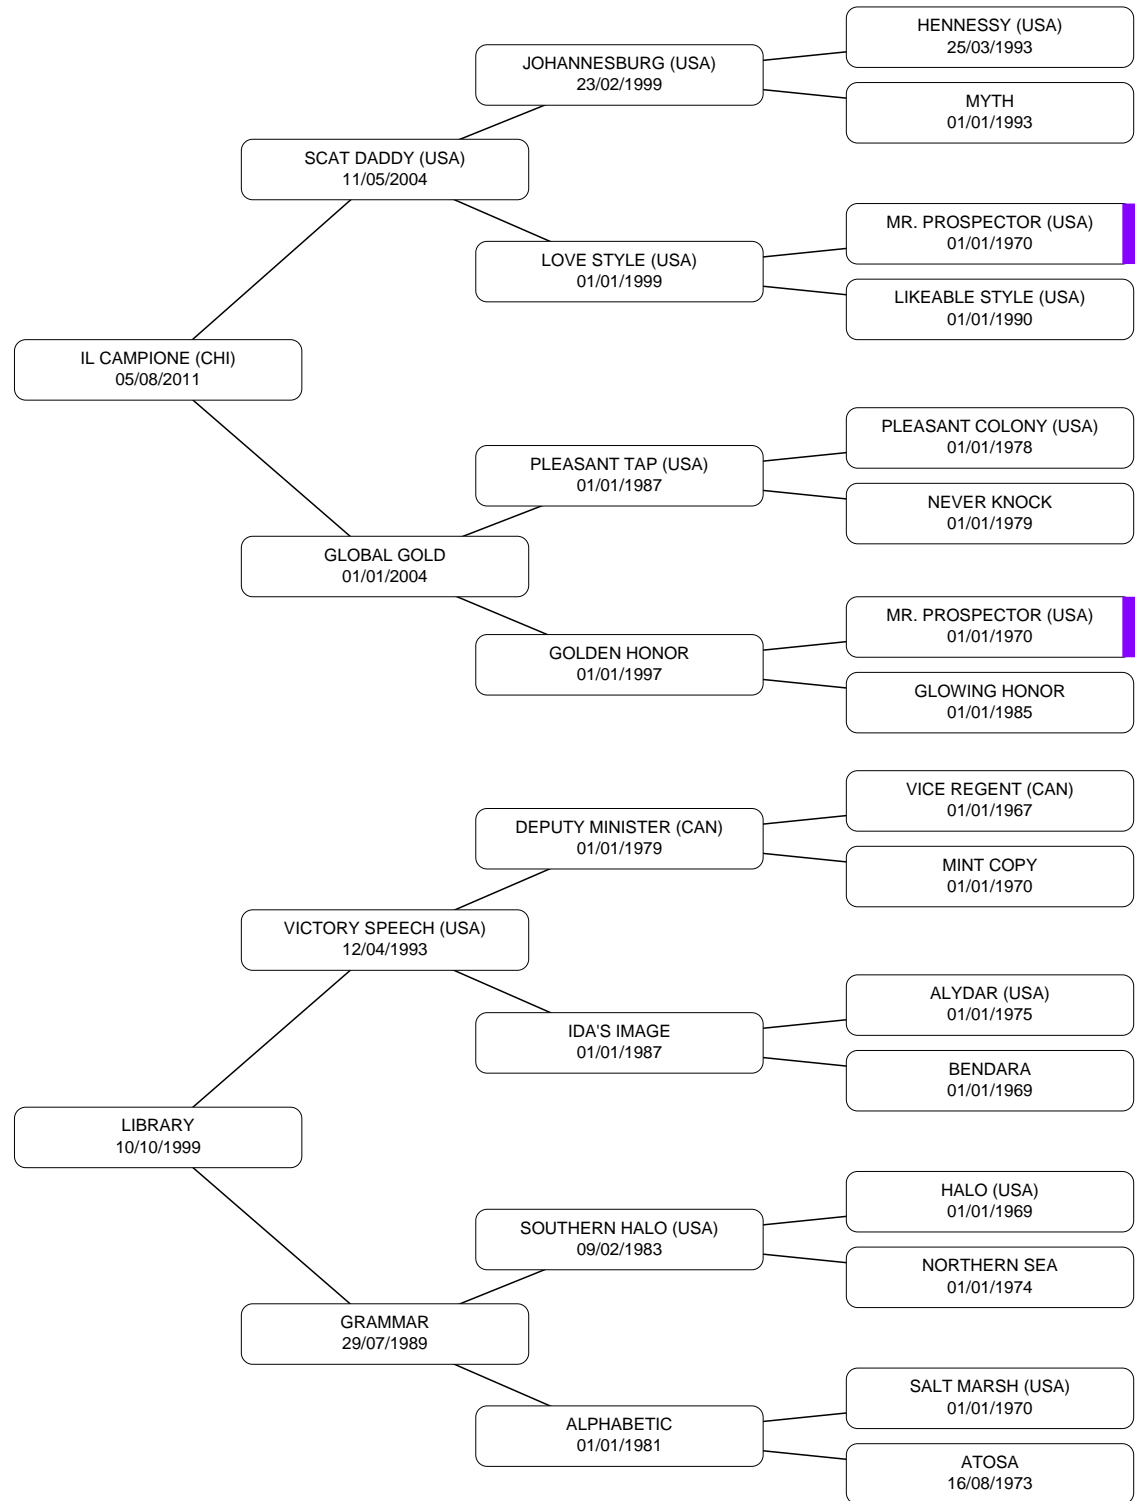 HENNESSY (USA)
25/03/1993
JOHANNESBURG (USA)
23/02/1999
MYTH
01/01/1993
SCAT DADDY (USA)
11/05/2004
MR. PROSPECTOR (USA)
01/01/1970
LOVE STYLE (USA)
01/01/1999
LIKEABLE STYLE (USA)
01/01/1990
IL CAMPIONE (CHI)
05/08/2011
PLEASANT COLONY (USA)
01/01/1978
PLEASANT TAP (USA)
01/01/1987
NEVER KNOCK
01/01/1979
GLOBAL GOLD
01/01/2004
MR. PROSPECTOR (USA)
01/01/1970
GOLDEN HONOR
01/01/1997
GLOWING HONOR
01/01/1985
VICE REGENT (CAN)
01/01/1967
DEPUTY MINISTER (CAN)
01/01/1979
MINT COPY
01/01/1970
VICTORY SPEECH (USA)
12/04/1993
ALYDAR (USA)
01/01/1975
IDA'S IMAGE
01/01/1987
BENDARA
01/01/1969
LIBRARY
10/10/1999
HALO (USA)
01/01/1969
SOUTHERN HALO (USA)
09/02/1983
NORTHERN SEA
01/01/1974
GRAMMAR
29/07/1989
SALT MARSH (USA)
01/01/1970
ALPHABETIC
01/01/1981
ATOSA
16/08/1973